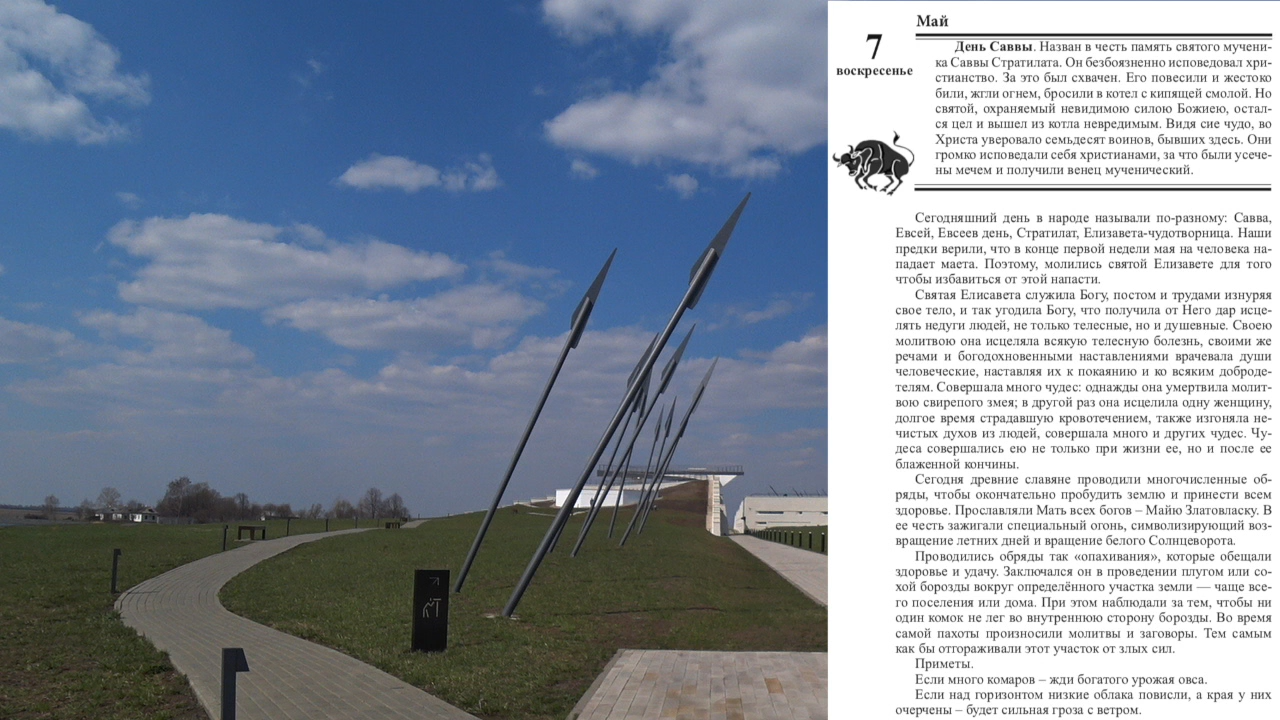 Май
7
воскресенье
День Саввы. Назван в честь память святого мучени-
ка Саввы Стратилата. Он безбоязненно исповедовал хри-
стианство. За это был схвачен. Его повесили и жестоко
били, жгли огнем, бросили в котел с кипящей смолой. Но
святой, охраняемый невидимою силою Божиею, остал-
ся цел и вышел из котла невредимым. Видя сие чудо, во
Христа уверовало семьдесят воинов, бывших здесь. Они
громко исповедали себя христианами, за что были усече-
ны мечем и получили венец мученический.
Сегодняшний день в народе называли по-разному: Савва,
Евсей, Евсеев день, Стратилат, Елизавета-чудотворница. Наши
предки верили, что в конце первой недели мая на человека на-
падает маета. Поэтому, молились святой Елизавете для того
чтобы избавиться от этой напасти.
Святая Елисавета служила Богу, постом и трудами изнуряя
свое тело, и так угодила Богу, что получила от Него дар исце-
лять недуги людей, не только телесные, но и душевные. Своею
молитвою она исцеляла всякую телесную болезнь, своими же
речами и богодохновенными наставлениями врачевала души
человеческие, наставляя их к покаянию и ко всяким доброде-
телям. Совершала много чудес: однажды она умертвила молит-
вою свирепого змея; в другой раз она исцелила одну женщину,
долгое время страдавшую кровотечением, также изгоняла не-
чистых духов из людей, совершала много и других чудес. Чу-
деса совершались ею не только при жизни ее, но и после ее
блаженной кончины.
Сегодня древние славяне проводили многочисленные об-
ряды, чтобы окончательно пробудить землю и принести всем
здоровье. Прославляли Мать всех богов – Майю Златовласку. В
ее честь зажигали специальный огонь, символизирующий воз-
вращение летних дней и вращение белого Солнцеворота.
Проводились обряды так «опахивания», которые обещали
здоровье и удачу. Заключался он в проведении плугом или со-
хой борозды вокруг определённого участка земли — чаще все-
го поселения или дома. При этом наблюдали за тем, чтобы ни
один комок не лег во внутреннюю сторону борозды. Во время
самой пахоты произносили молитвы и заговоры. Тем самым
как бы отгораживали этот участок от злых сил.
Приметы.
Если много комаров – жди богатого урожая овса.
Если над горизонтом низкие облака повисли, а края у них
очерчены – будет сильная гроза с ветром.